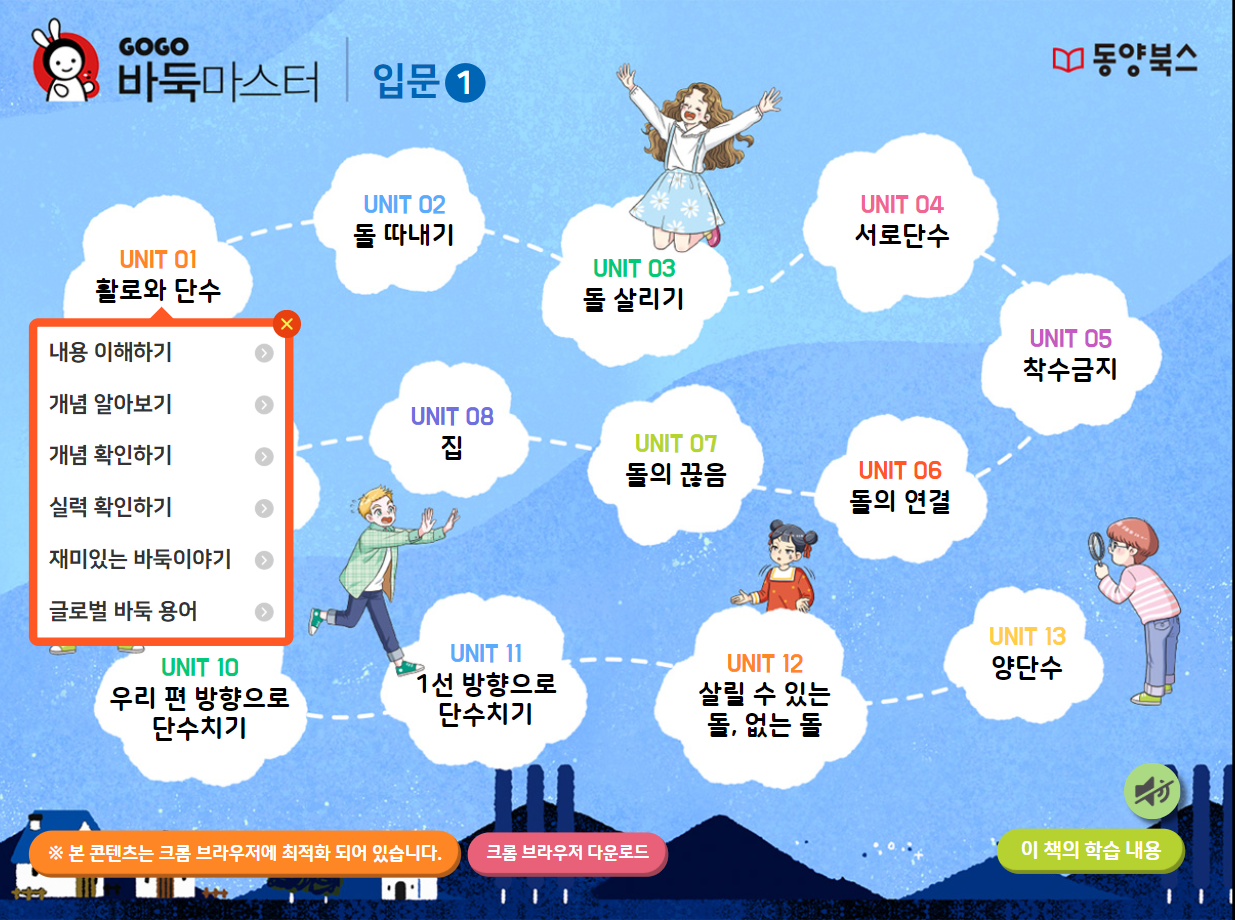 GOGO
바둑마스터
입문 1
동양북스
UNIT 01
활로와 단수
내용 이해하기
개념 알아보기
개념 확인하기
실력 확인하기
재미있는 바둑이야기
글로벌 바둑 용어
UNIT 02
돌 따내기
UNIT 03
돌 살리기
UNIT 04
서로단수
UNIT 05
착수금지
UNIT 06
돌의 연결
UNIT 07
돌의 끊음
UNIT 08
집
UNIT 10
우리 편 방향으로
단수치기
UNIT 11
1선 방향으로
단수치기
UNIT 12
살릴 수 있는
돌, 없는 돌
UNIT 13
양단수
※ 본 콘텐츠는 크롬 브라우저에 최적화 되어 있습니다.
크롬 브라우저 다운로드
이 책의 학습 내용